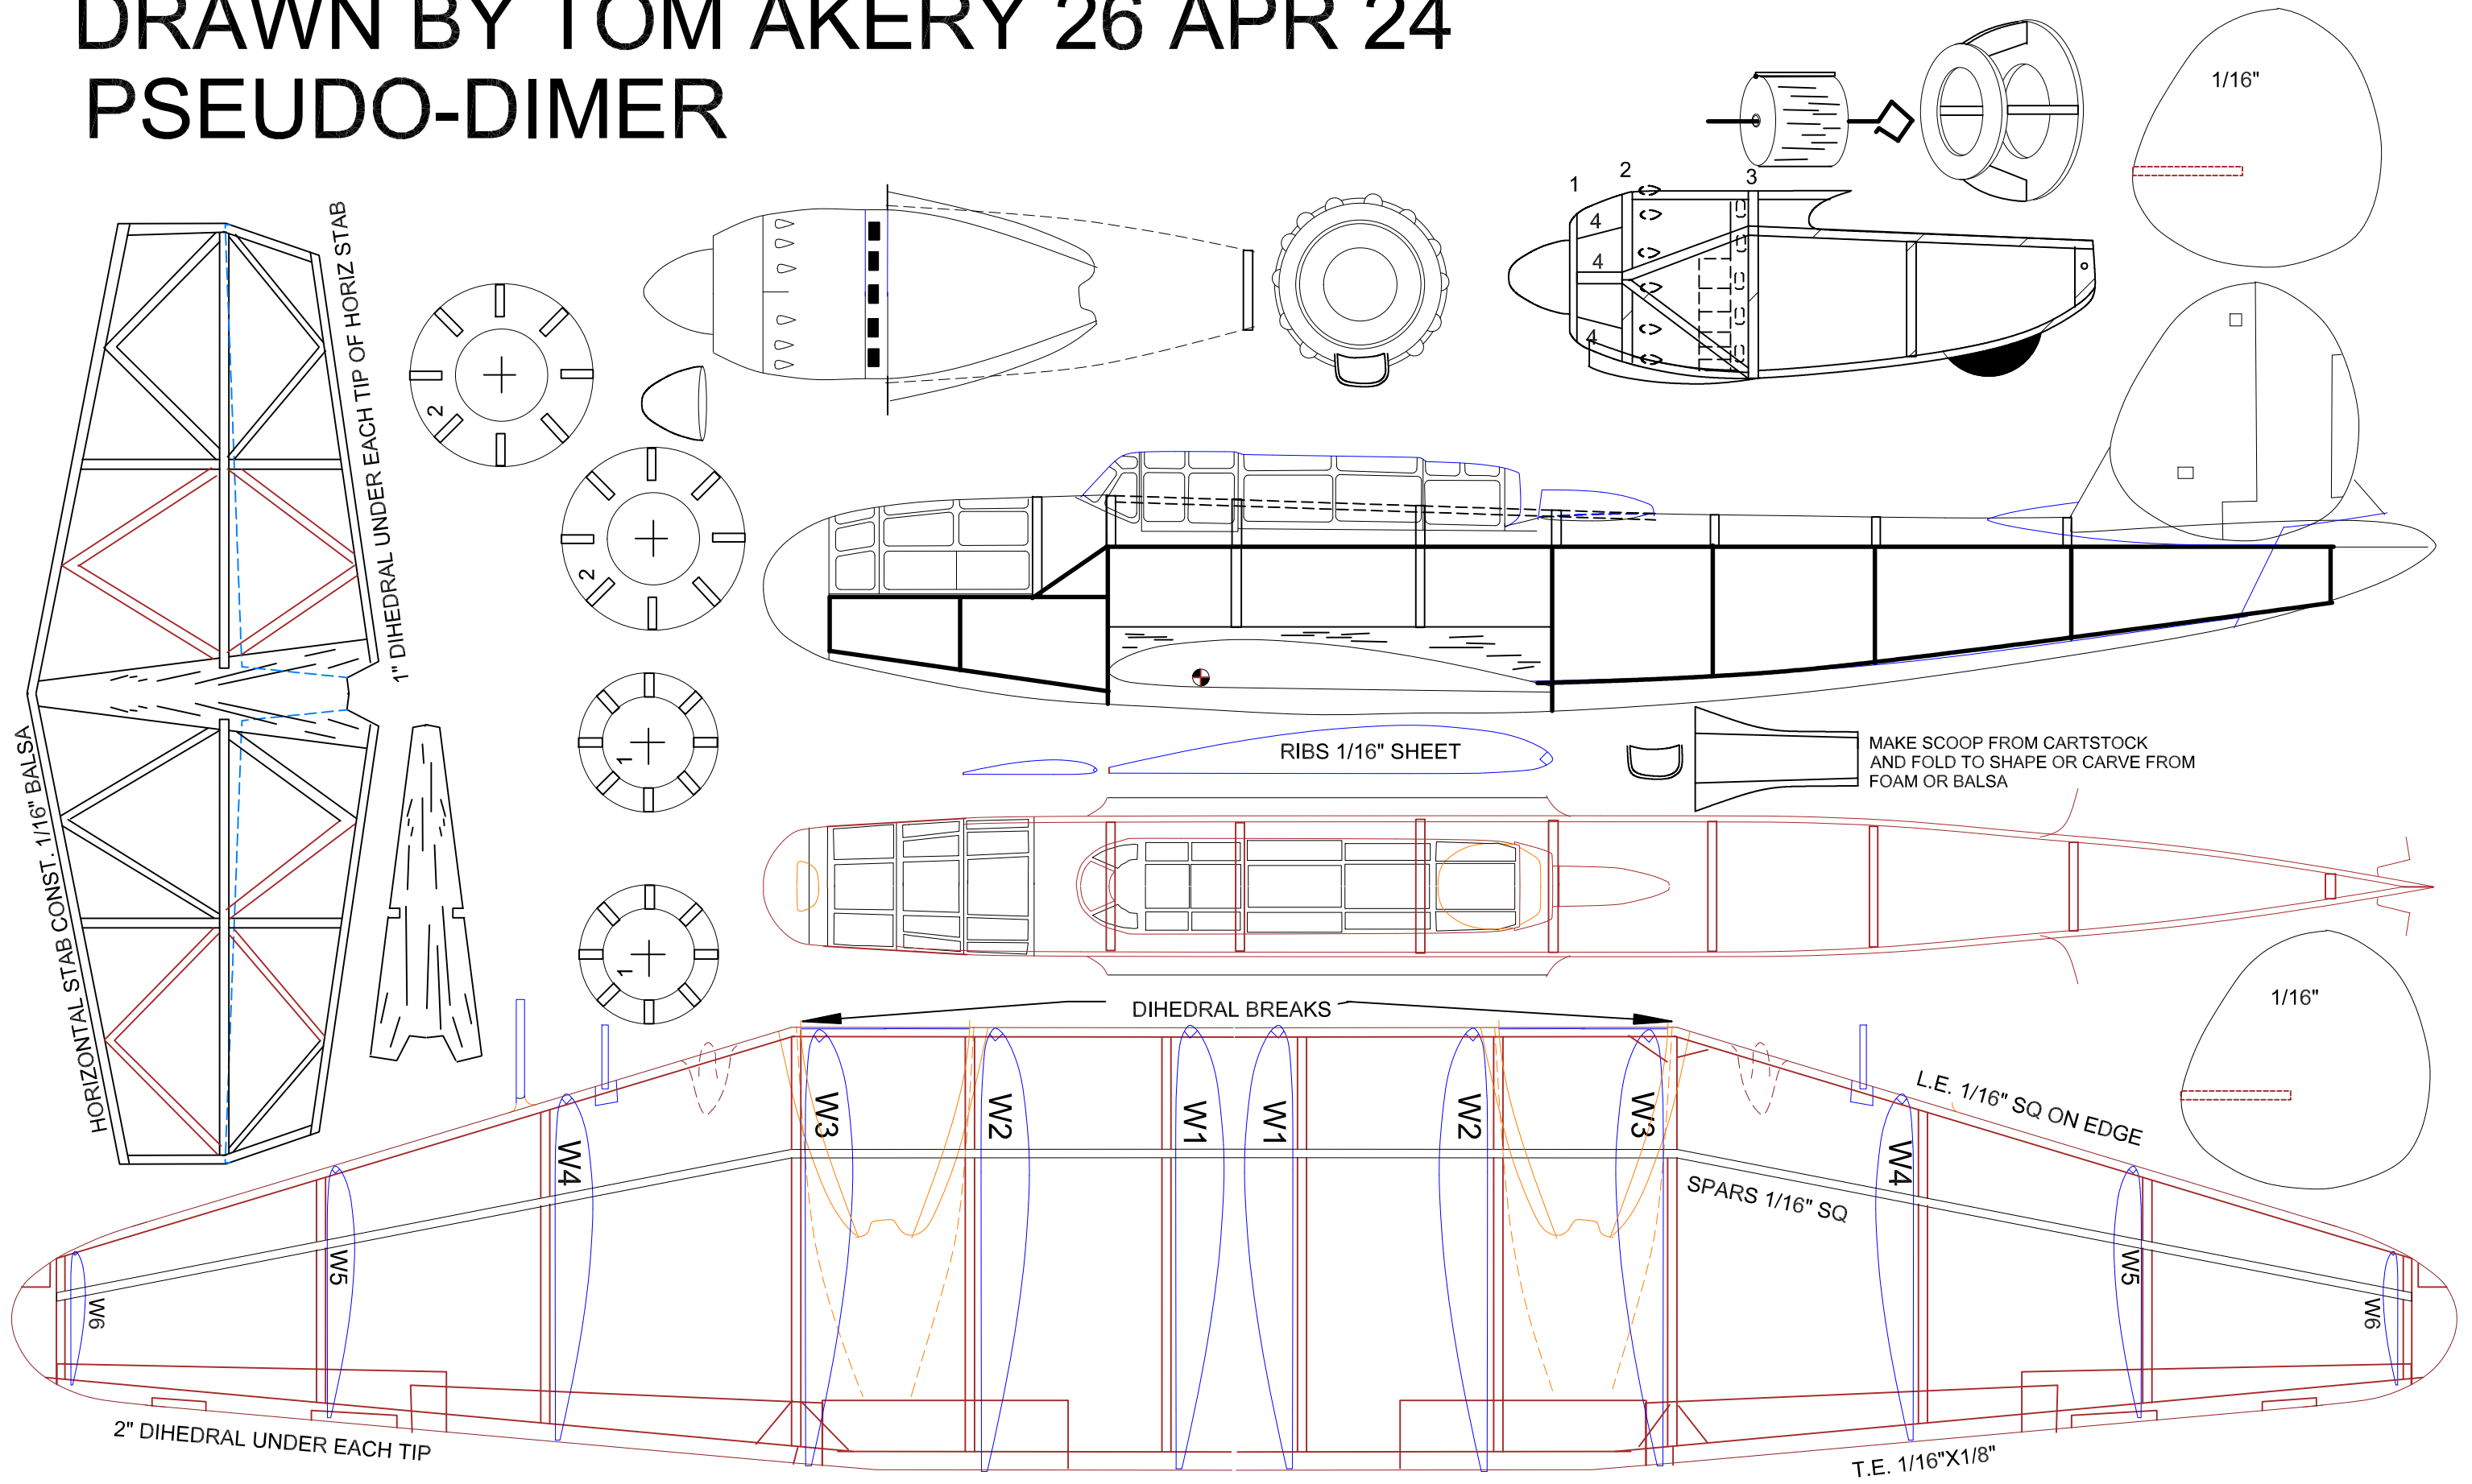 DRAWN BY TOM AKERY 26 APR 24
PSEUDO-DIMER
1/16"
1
2
3
4
4
4
1" DIHEDRAL UNDER EACH TIP OF HORIZ STAB
2
2
HORIZONTAL STAB CONST. 1/16" BALSA
1
RIBS 1/16" SHEET
MAKE SCOOP FROM CARTSTOCK
AND FOLD TO SHAPE OR CARVE FROM
FOAM OR BALSA
1
1/16"
DIHEDRAL BREAKS
L.E. 1/16" SQ ON EDGE
W3
W2
W1
W1
W2
W3
W4
W4
SPARS 1/16" SQ
W5
W5
W6
W6
2" DIHEDRAL UNDER EACH TIP
T.E. 1/16"X1/8"